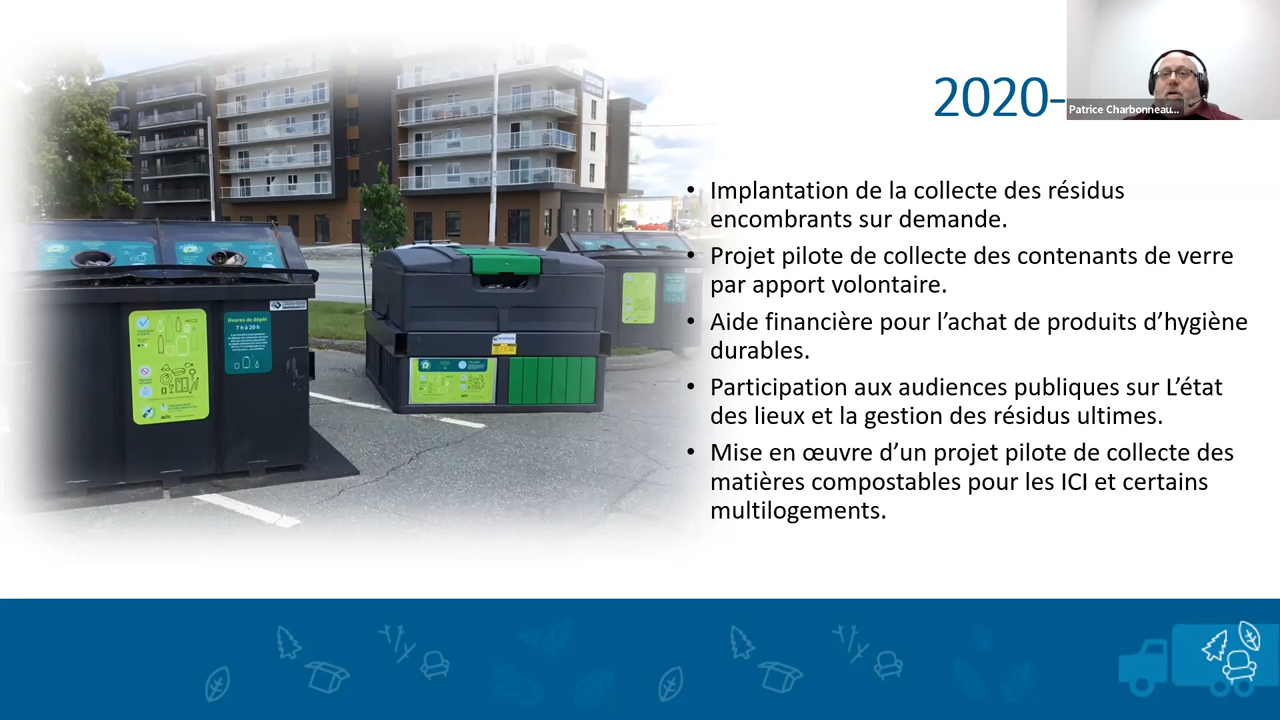 2020-
Patrice Charbonneau...
• Implantation de la collecte des résidus
encombrants sur demande.
• Projet pilote de collecte des contenants de verre
par apport volontaire.
• Aide financière pour l’achat de produits d’hygiène
durables.
• Participation aux audiences publiques sur L’état
des lieux et la gestion des résidus ultimes.
• Mise en œuvre d’un projet pilote de collecte des
matières compostables pour les ICI et certains
multilogements.
Heures de dépôt
7 h à 20 h